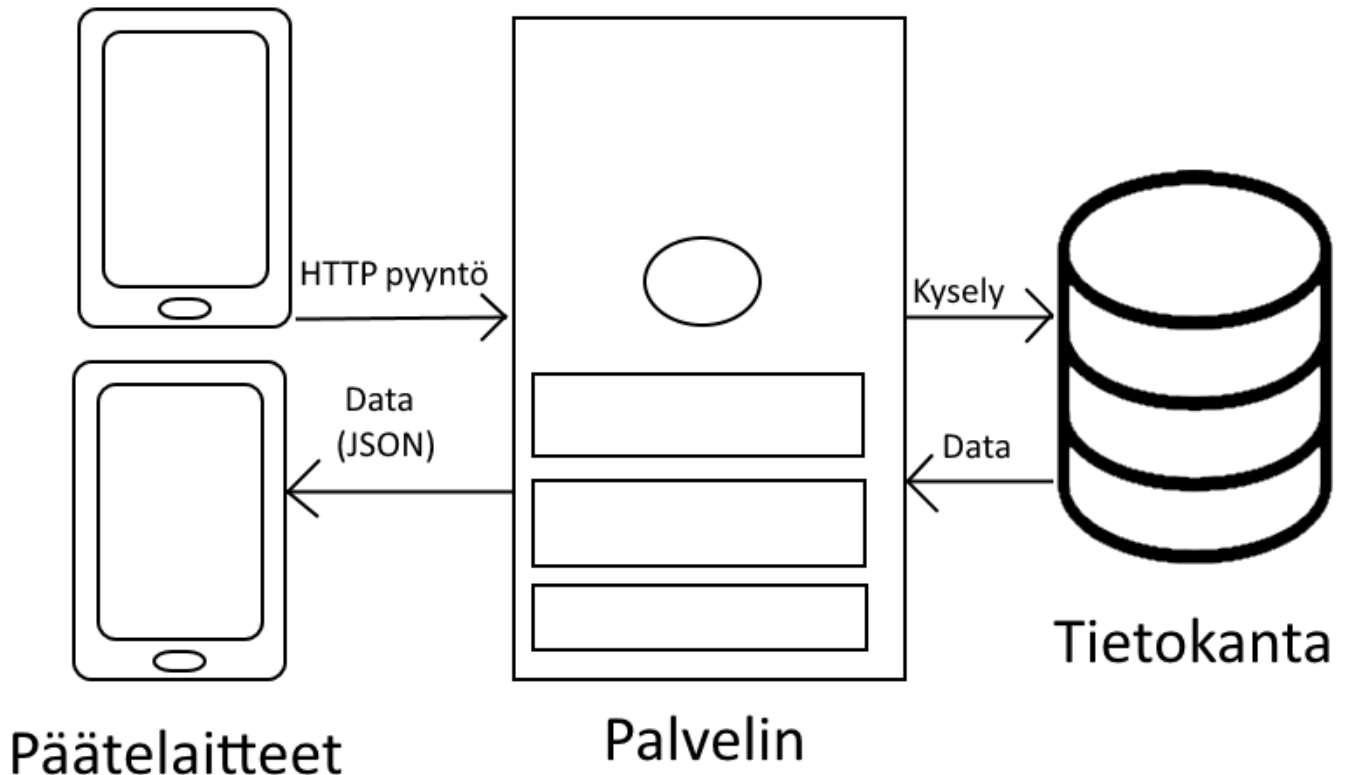 HTTP pyyntö
Kysely
Data
(JSON)
Data
Tietokanta
Päätelaitteet
Palvelin